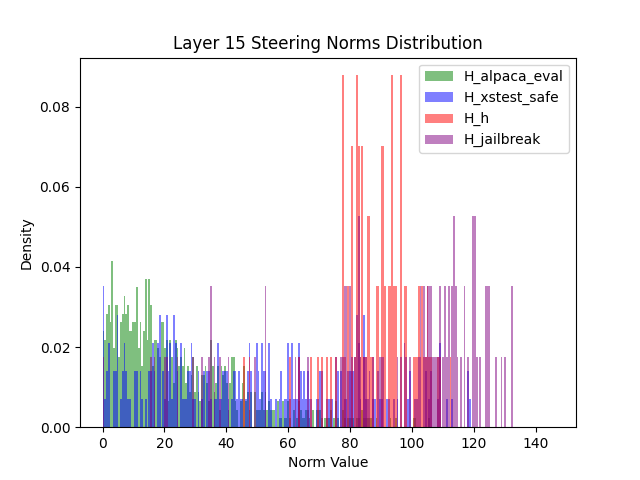 Layer 15 Steering Norms Distribution
H_alpaca_eval
H_xstest_safe
H_h
H_jailbreak
Density
0.08
0.06
0.04
0.02
0.00
0 20 40 60 80 100 120 140
Norm Value